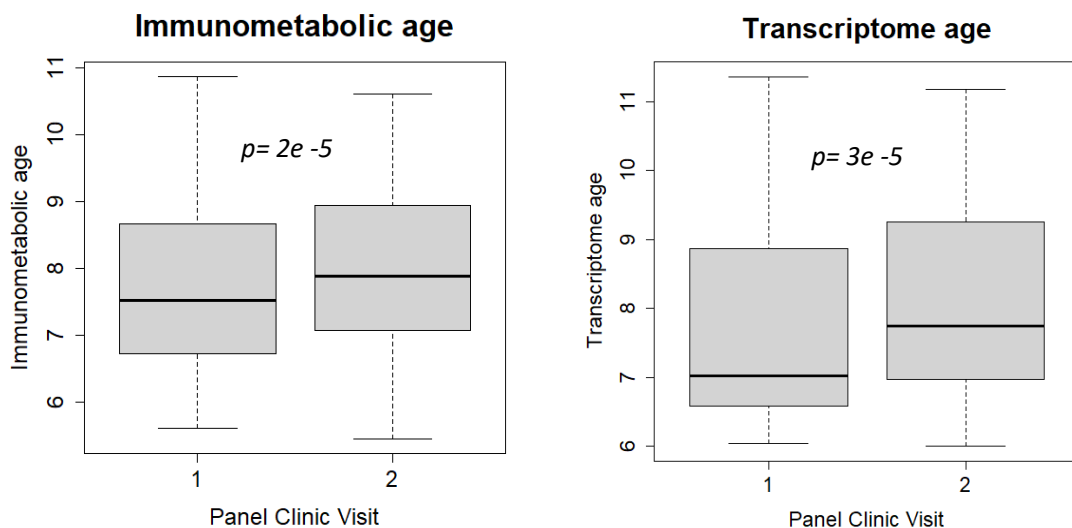 Immunometabolic age
Immunometabolic age
11
10
9
8
7
6
p= 2e -5
1
2
Panel Clinic Visit
Transcriptome age
Transcriptome age
11
10
9
8
7
6
p= 3e -5
1
2
Panel Clinic Visit